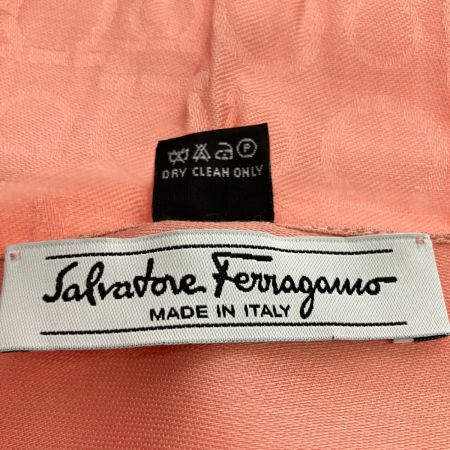 P
DRY CLEAN ONLY
Salvatore Ferragamo
MADE IN ITALY